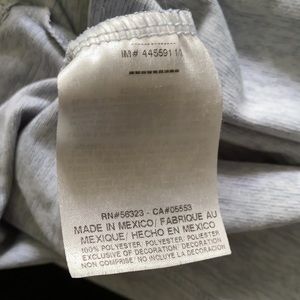 RN#56323 - CA#05553
MADE IN MEXICO/ FABRIQUE AU
MEXIQUE/ HECHO EN MEXICO
100% POLYESTER/ POLYESTER/ POLIESTER
EXCLUSIVE OF DECORATION/ DECORATION
NON COMPRISE/ NO INCLUYE LA DECORACION